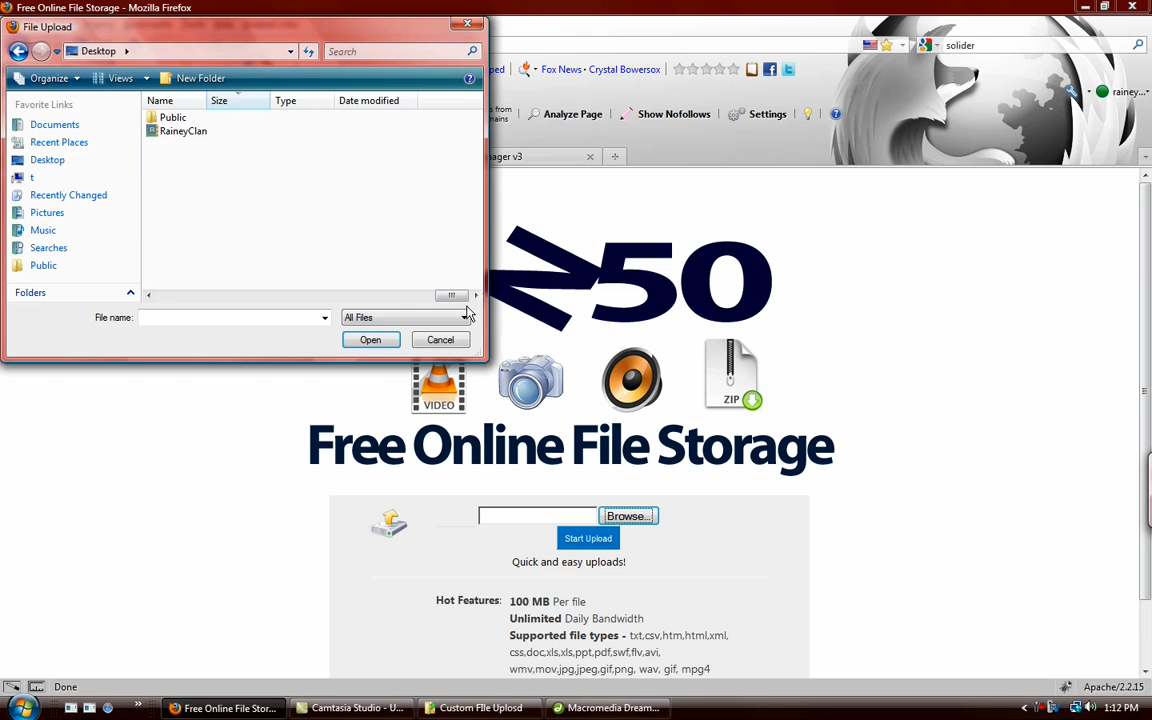 Free Online File Storage - Mozilla Firefox
File Upload
Desktop
Search
solider
Organize Views New Folder
ped Fox News · Crystal Bowersox
rainey...
Name Size Type Date modified
Favorite Links
Public
RaineyClan
s from
mains
Analyze Page Show Nofollows Settings
Documents
Recent Places
Desktop
ager v3
t
Recently Changed
Pictures
Music
Searches
Public
Folders
File name: All Files
Open Cancel
Z50
VIDEO
ZIP
Free Online File Storage
Browse...
Start Upload
Quick and easy uploads!
Hot Features: 100 MB Per file
Unlimited Daily Bandwidth
Supported file types - txt,csv,htm,html,xml,
css,doc,xls,xls,ppt,pdf,swf,flv,avi,
wmv,mov,jpg,jpeg,gif,png, wav, gif, mpg4
Done Apache/2.2.15
Free Online File Stor... Camtasia Studio - U... Custom FIle Uplosd Macromedia Dream... 1:12 PM